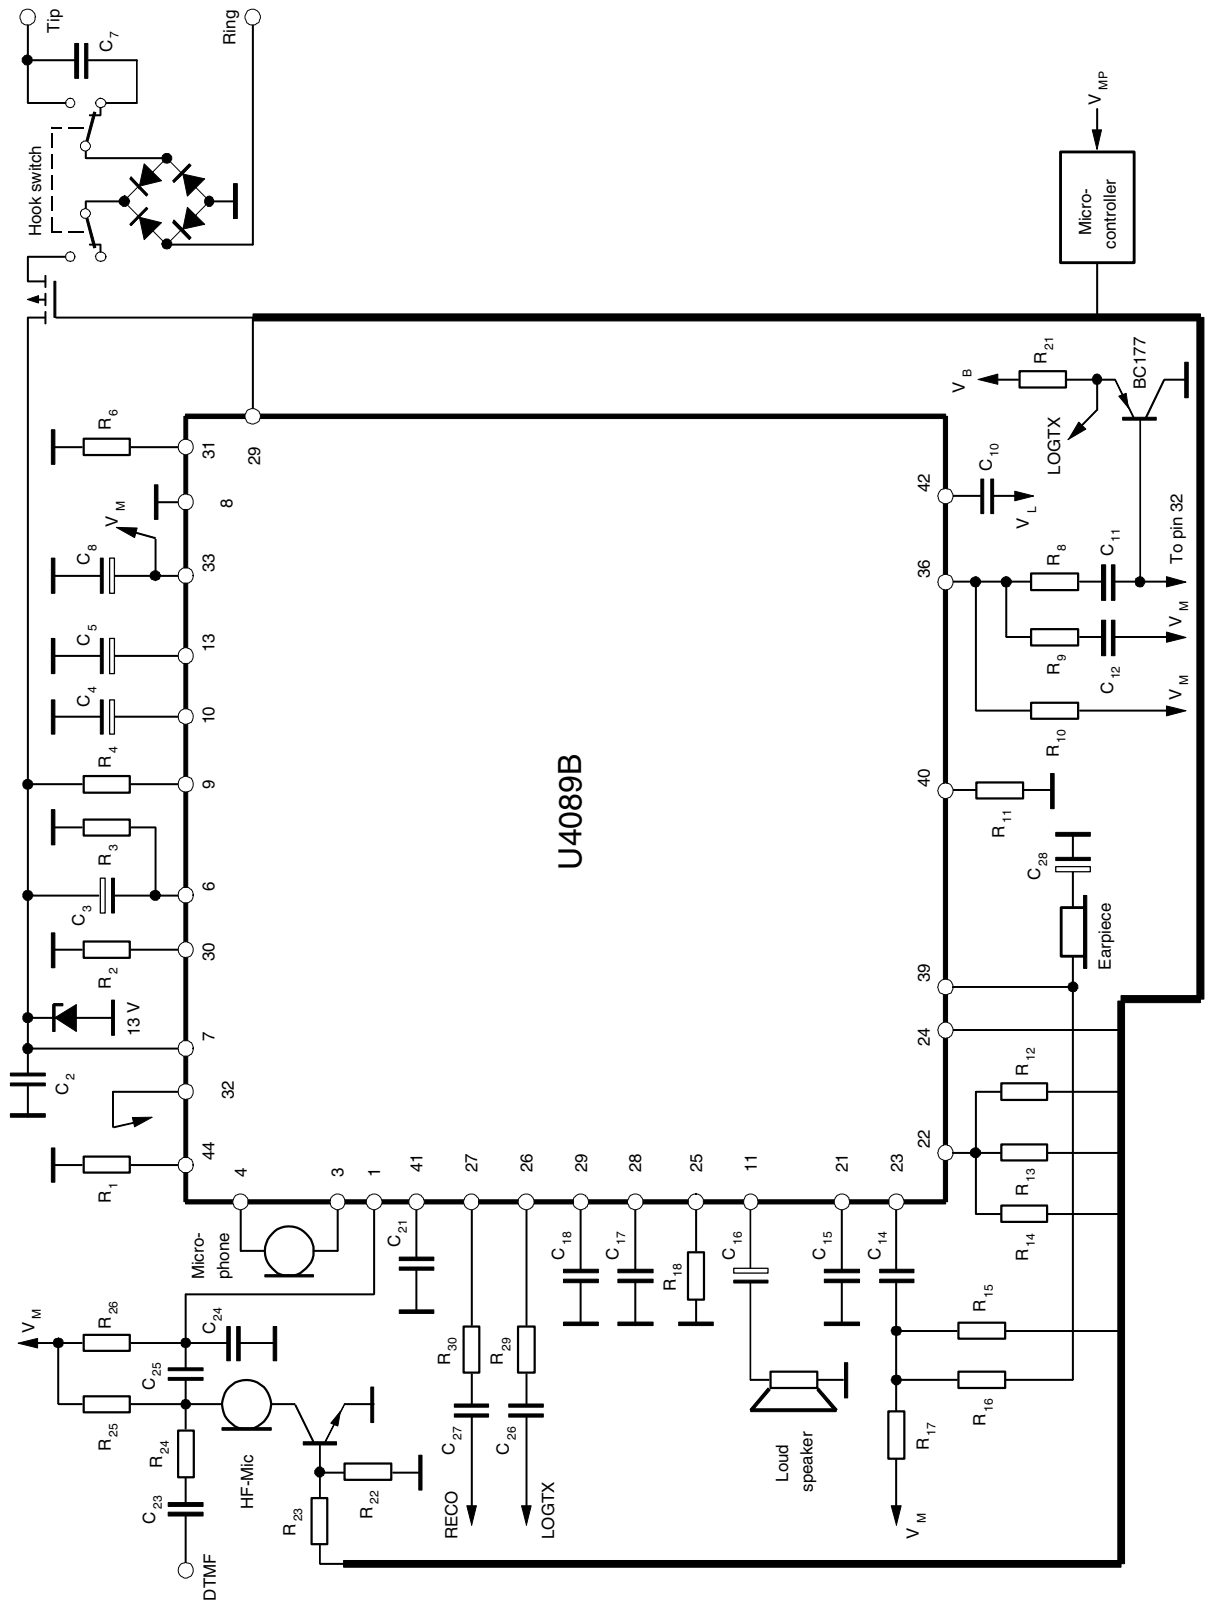 Tip
C7
Ring
Hook switch
VMP
Micro-
controller
VB
R21
BC177
LOGTX
R6
31
29
8
VM
C8
33
C5
13
C4
10
R4
9
R3
C3
6
R2
30
13 V
7
C2
32
R1
44
U4089B
42
C10
VL
36
R8
C11
To pin 32
R9
C12
VM
R10
VM
40
R11
C28
Earpiece
39
24
R12
22
R13
R14
4
3
1
41
27
26
29
28
25
11
21
23
Micro-
phone
C21
C18
C17
R18
C16
C15
C14
R15
R16
R17
VM
Loud
speaker
VM
R26
C24
C25
R25
R24
C23
DTMF
HF-Mic
R22
R23
R30
C27
RECO
R29
C26
LOGTX